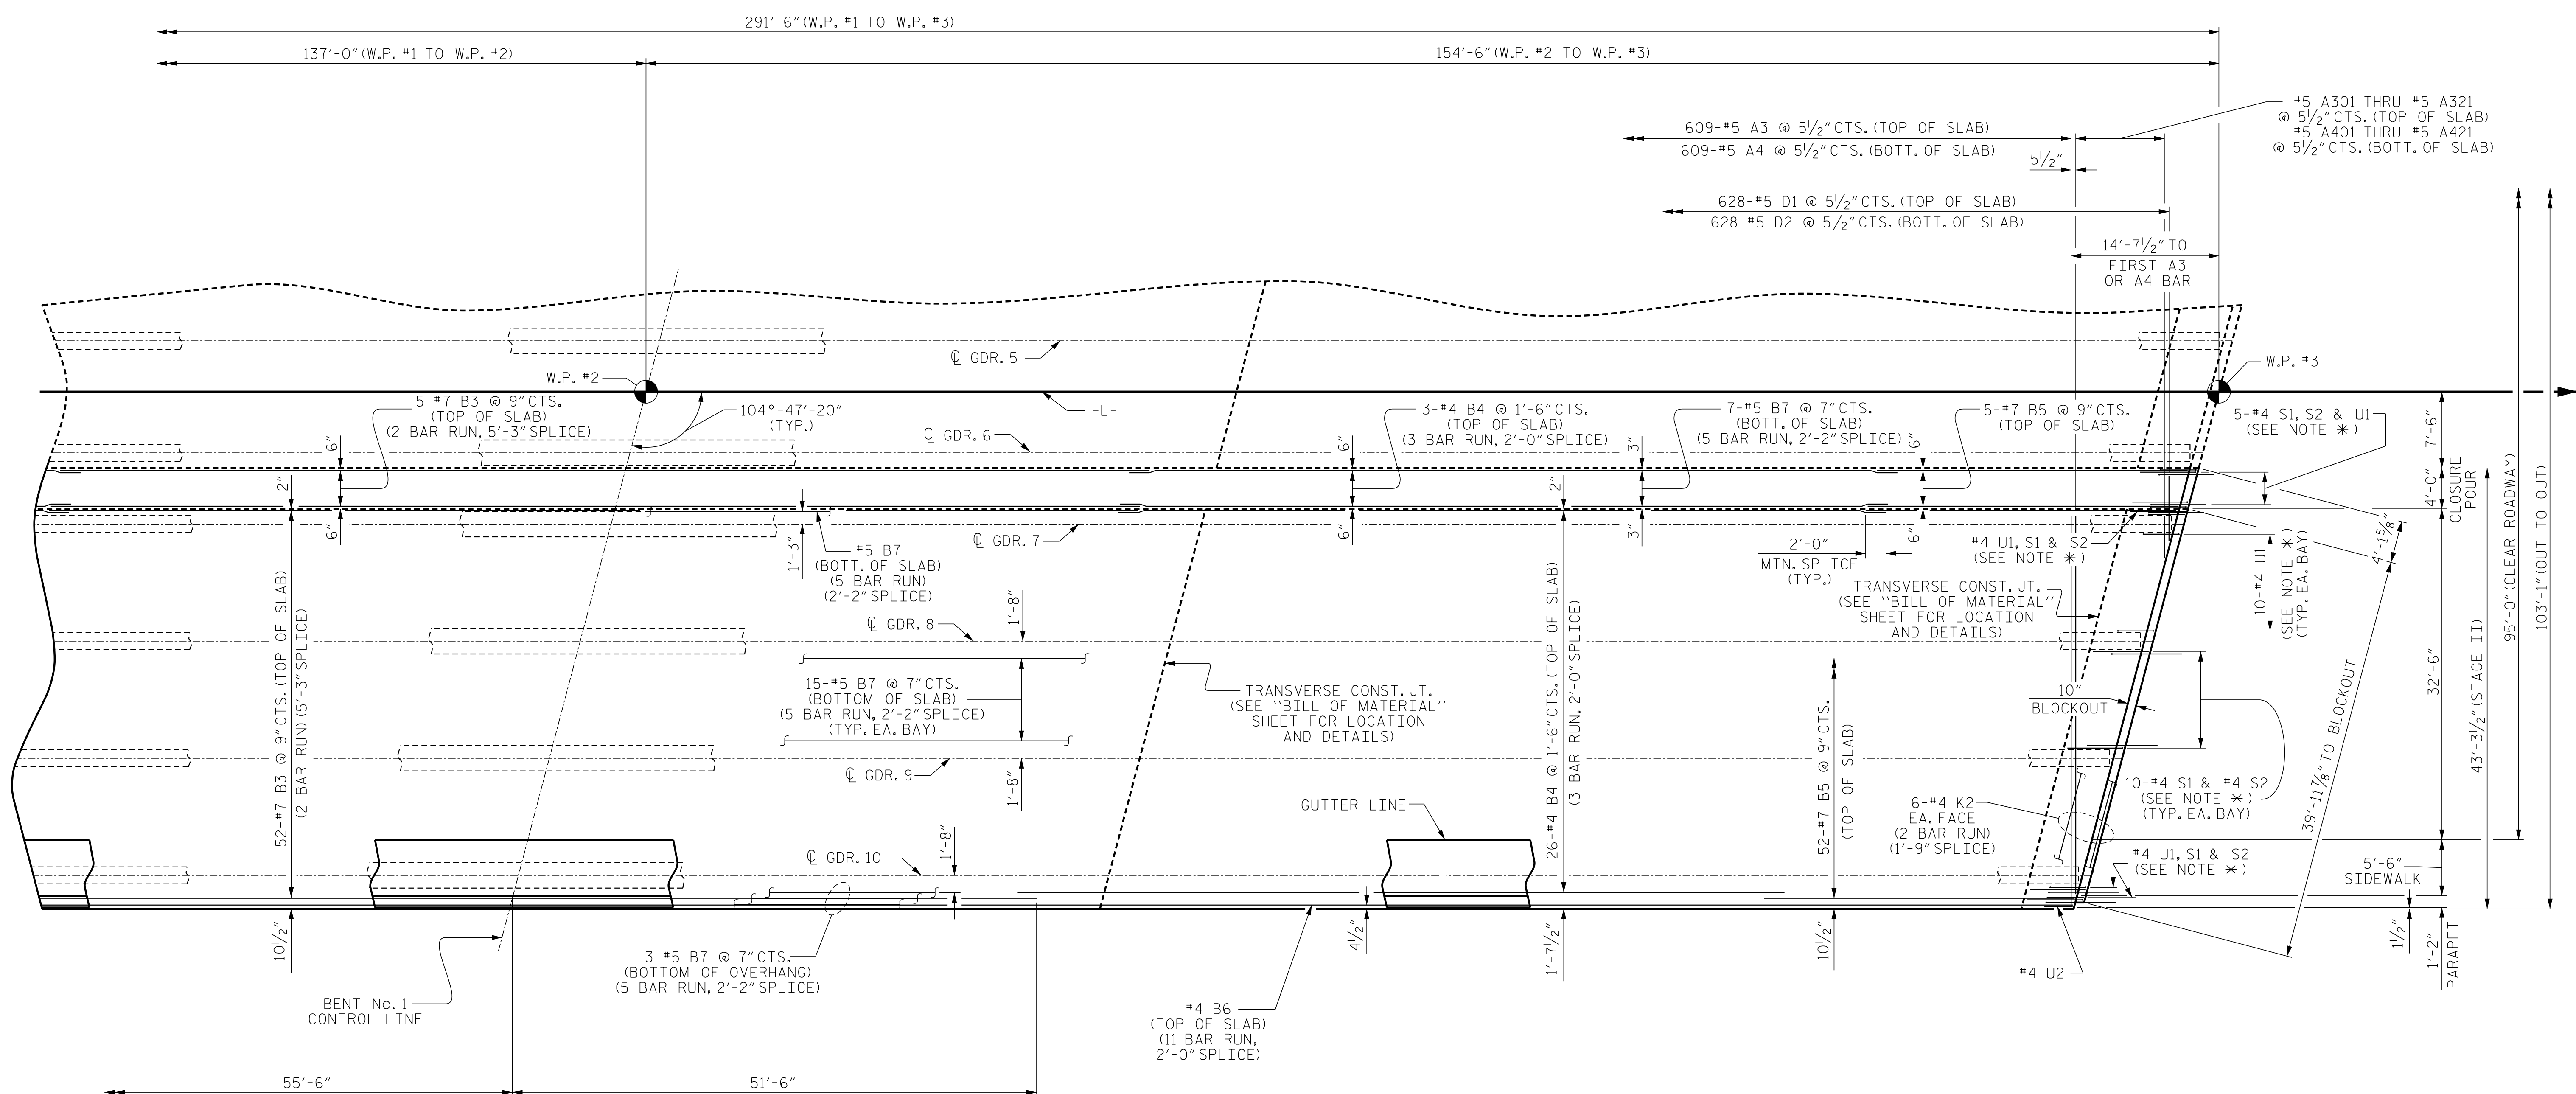 291'-6" (W.P. #1 TO W.P. #3)
137'-0" (W.P. #1 TO W.P. #2)
154'-6" (W.P. #2 TO W.P. #3)
#5 A301 THRU #5 A321
@ 5½" CTS. (TOP OF SLAB)
#5 A401 THRU #5 A421
@ 5½" CTS. (BOTT. OF SLAB)
609-#5 A3 @ 5½" CTS. (TOP OF SLAB)
609-#5 A4 @ 5½" CTS. (BOTT. OF SLAB)
5½"
628-#5 D1 @ 5½" CTS. (TOP OF SLAB)
628-#5 D2 @ 5½" CTS. (BOTT. OF SLAB)
14'-7½" TO
FIRST A3
OR A4 BAR
℄ GDR. 5
W.P. #2
W.P. #3
104°-47'-20"
(TYP.)
-L-
5-#7 B3 @ 9" CTS.
(TOP OF SLAB)
(2 BAR RUN, 5'-3" SPLICE)
℄ GDR. 6
3-#4 B4 @ 1'-6" CTS.
(TOP OF SLAB)
(3 BAR RUN, 2'-0" SPLICE)
7-#5 B7 @ 7" CTS.
(BOTT. OF SLAB)
(5 BAR RUN, 2'-2" SPLICE)
5-#7 B5 @ 9" CTS.
(TOP OF SLAB)
5-#4 S1, S2 & U1
(SEE NOTE ✳)
6"
6"
3"
6"
7'-6"
2"
2"
4'-0"
CLOSURE
POUR
6"
6"
3"
6"
1'-3"
℄ GDR. 7
#5 B7
(BOTT. OF SLAB)
(5 BAR RUN)
(2'-2" SPLICE)
2'-0"
MIN. SPLICE
(TYP.)
#4 U1, S1 & S2
(SEE NOTE ✳)
10-#4 U1
(SEE NOTE ✳)
(TYP. EA. BAY)
4'-1⅝"
95'-0" (CLEAR ROADWAY)
103'-1" (OUT TO OUT)
TRANSVERSE CONST. JT.
(SEE "BILL OF MATERIAL"
SHEET FOR LOCATION
AND DETAILS)
℄ GDR. 8
1'-8"
52-#7 B3 @ 9" CTS. (TOP OF SLAB)
(2 BAR RUN) (5'-3" SPLICE)
15-#5 B7 @ 7" CTS.
(BOTTOM OF SLAB)
(5 BAR RUN, 2'-2" SPLICE)
(TYP. EA. BAY)
TRANSVERSE CONST. JT.
(SEE "BILL OF MATERIAL"
SHEET FOR LOCATION
AND DETAILS)
26-#4 B4 @ 1'-6" CTS. (TOP OF SLAB)
(3 BAR RUN, 2'-0" SPLICE)
52-#7 B5 @ 9" CTS.
(TOP OF SLAB)
10"
BLOCKOUT
39'-11⅞" TO BLOCKOUT
32'-6"
43'-3½" (STAGE II)
℄ GDR. 9
1'-8"
GUTTER LINE
6-#4 K2
EA. FACE
(2 BAR RUN)
(1'-9" SPLICE)
10-#4 S1 & #4 S2
(SEE NOTE ✳)
(TYP. EA. BAY)
℄ GDR. 10
1'-8"
#4 U1, S1 & S2
(SEE NOTE ✳)
5'-6"
SIDEWALK
10½"
4½"
1'-7½"
10½"
1½"
1'-2"
PARAPET
3-#5 B7 @ 7" CTS.
(BOTTOM OF OVERHANG)
(5 BAR RUN, 2'-2" SPLICE)
#4 U2
BENT No. 1
CONTROL LINE
#4 B6
(TOP OF SLAB)
(11 BAR RUN,
2'-0" SPLICE)
55'-6"
51'-6"